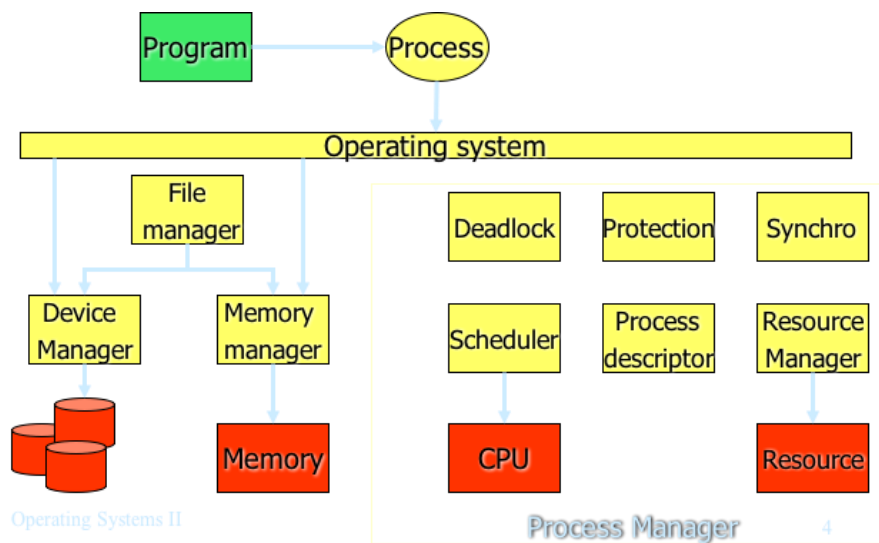 Program
Process
Operating system
File
manager
Deadlock
Protection
Synchro
Device
Manager
Memory
manager
Scheduler
Process
descriptor
Resource
Manager
Memory
CPU
Resource
Operating Systems II
Process Manager
4